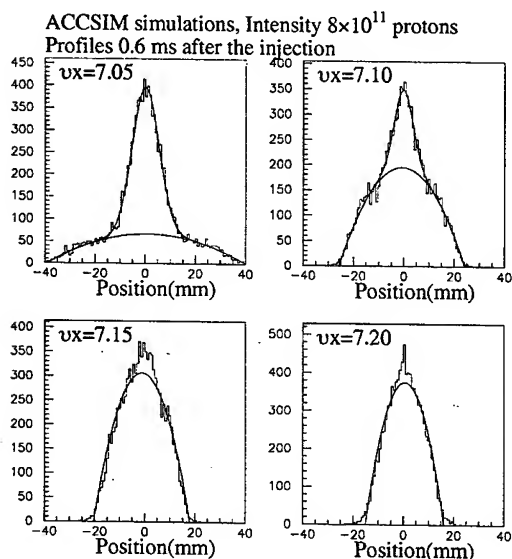 ACCSIM simulations, Intensity 8×10¹¹ protons
Profiles 0.6 ms after the injection
υx=7.05
450
400
350
300
250
200
150
100
50
0
−40 −20 0 20 40
Position(mm)
υx=7.10
400
350
300
250
200
150
100
50
0
−40 −20 0 20 40
Position(mm)
υx=7.15
400
350
300
250
200
150
100
50
0
−40 −20 0 20 40
Position(mm)
υx=7.20
500
400
300
200
100
0
−40 −20 0 20 40
Position(mm)